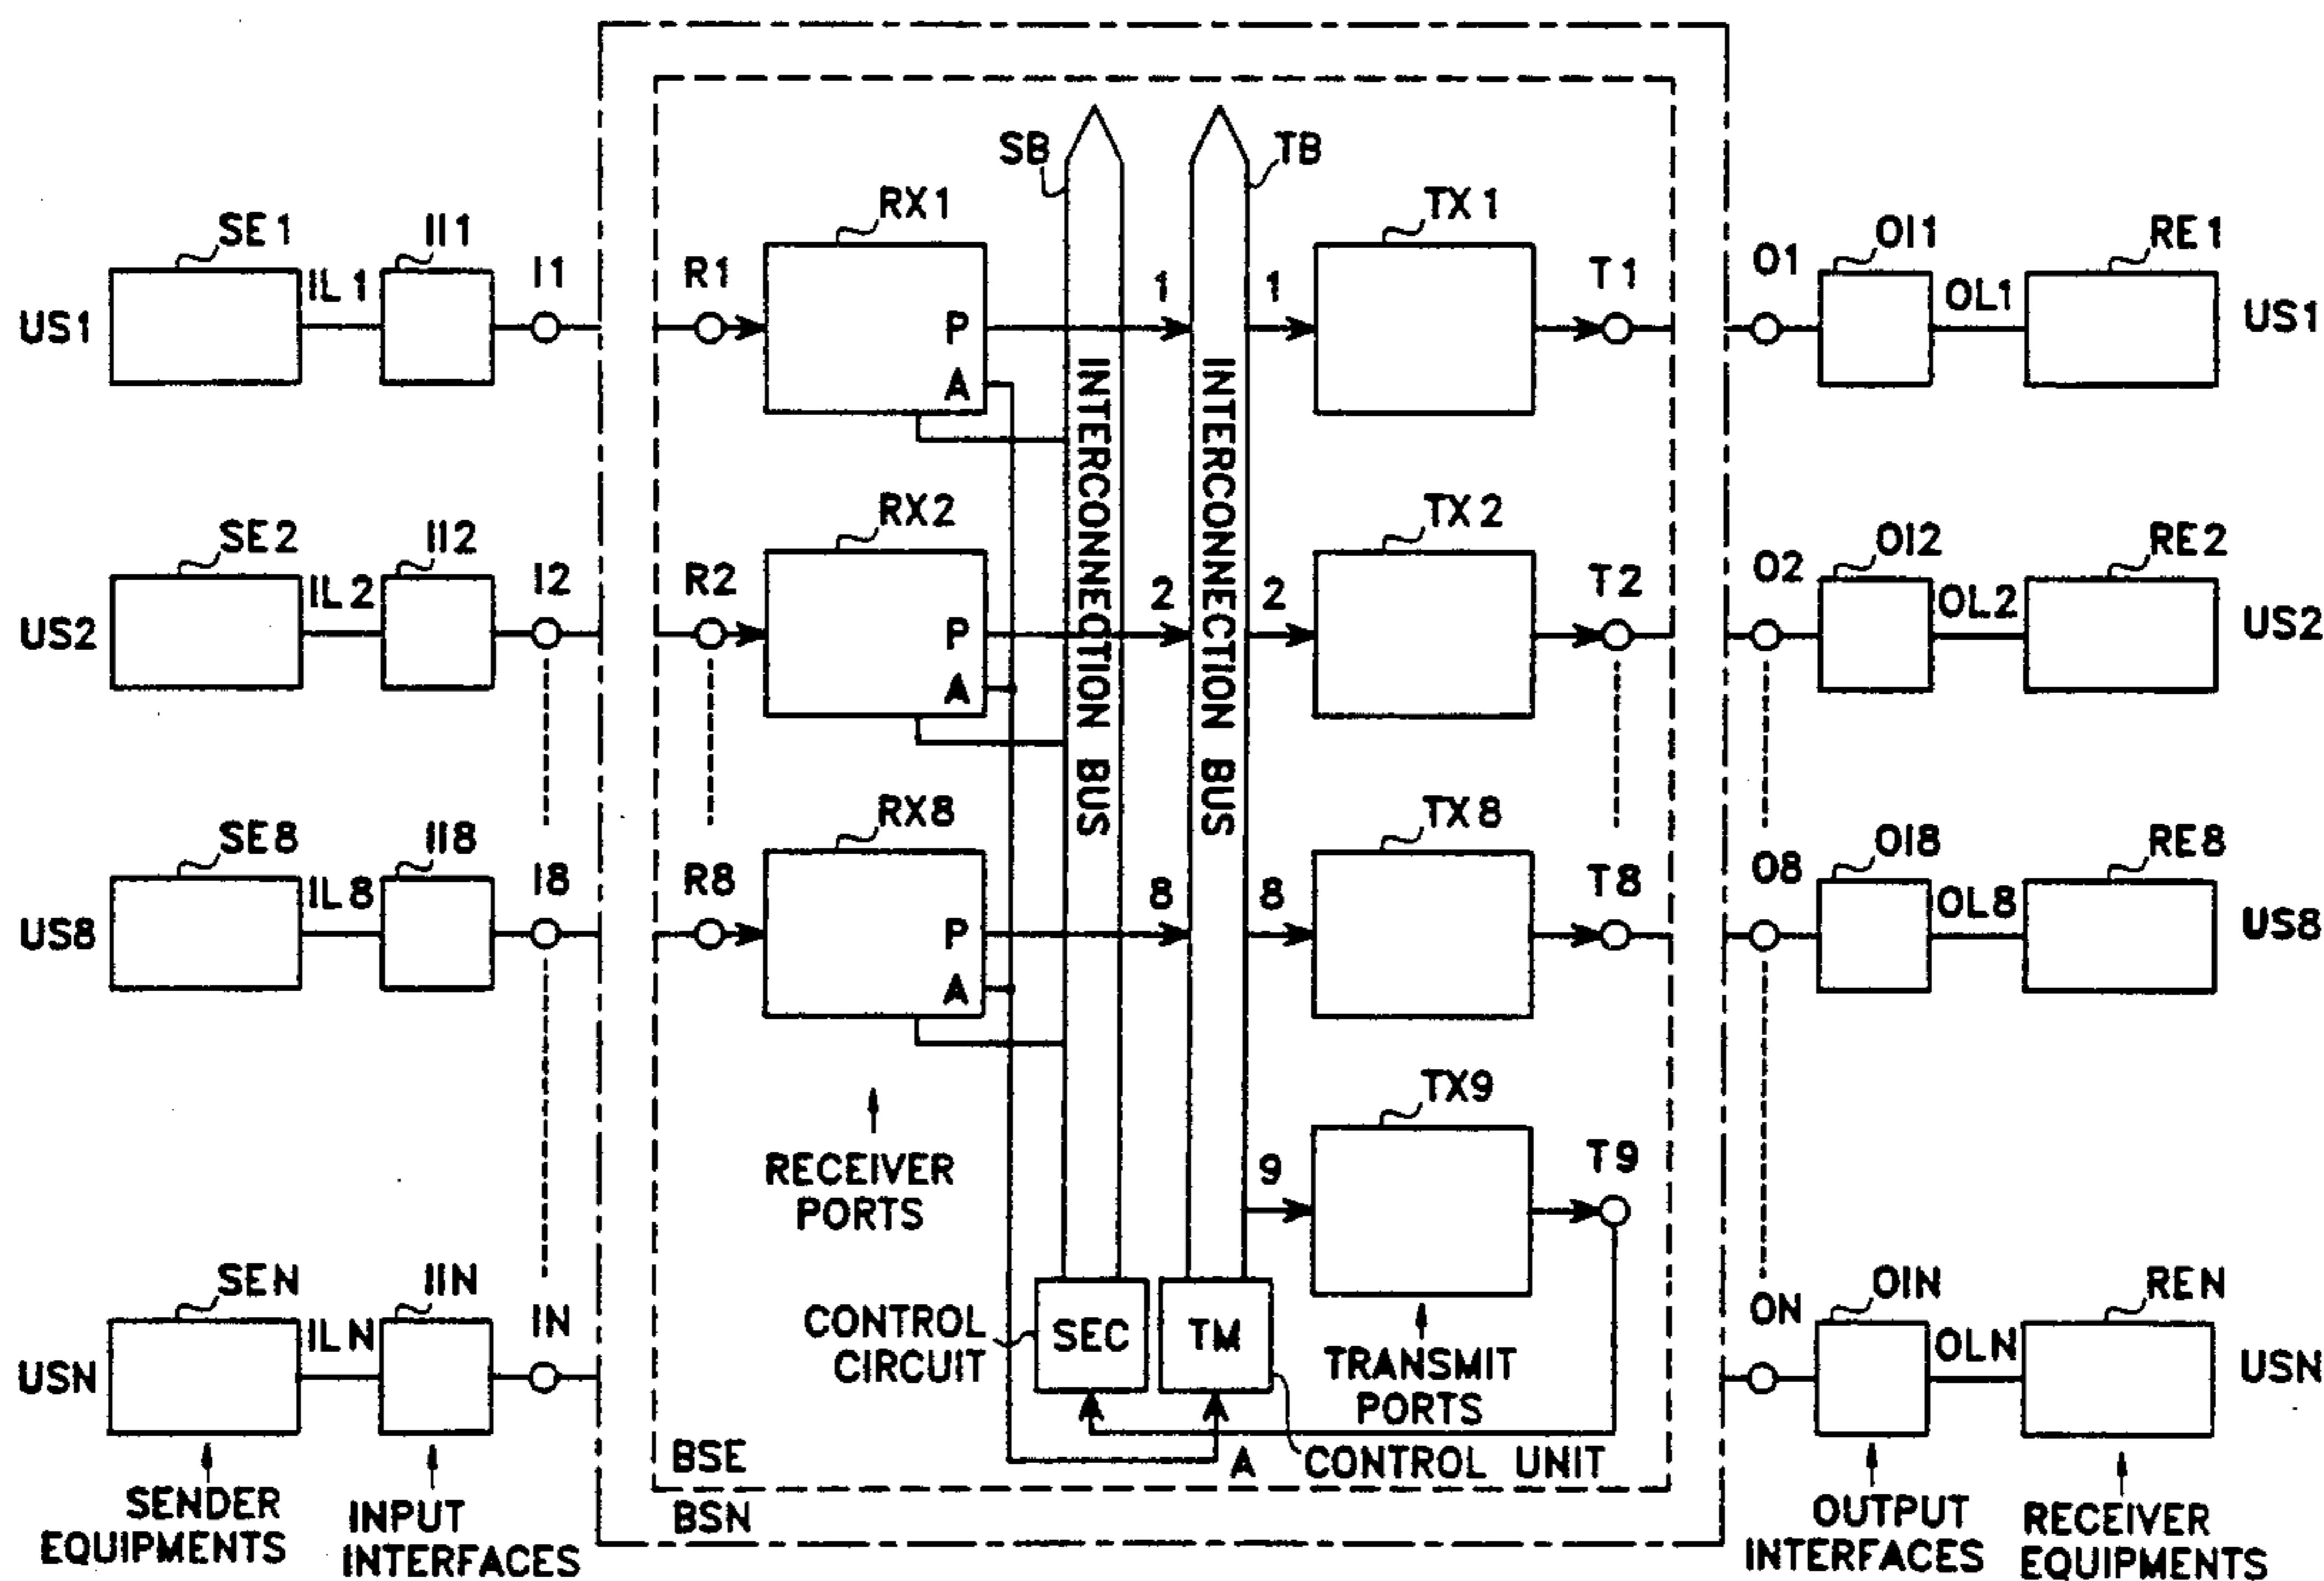 SB
TB
RX1
TX1
SE1
II1
OI1
RE1
IL1
I1
R1
1
1
T1
O1
OL1
US1
P
US1
A
INTERCONNECTION BUS
INTERCONNECTION BUS
RX2
TX2
SE2
II2
OI2
RE2
IL2
I2
R2
2
2
T2
O2
OL2
US2
P
US2
A
RX8
TX8
SE8
II8
OI8
RE8
IL8
I8
R8
8
8
T8
O8
OL8
US8
P
US8
A
TX9
RECEIVER
PORTS
9
T9
SEN
IIN
OIN
REN
ILN
IN
ON
OLN
CONTROL
CIRCUIT
SEC
TM
TRANSMIT
PORTS
USN
USN
BSE
A
CONTROL UNIT
BSN
SENDER
EQUIPMENTS
INPUT
INTERFACES
OUTPUT
INTERFACES
RECEIVER
EQUIPMENTS